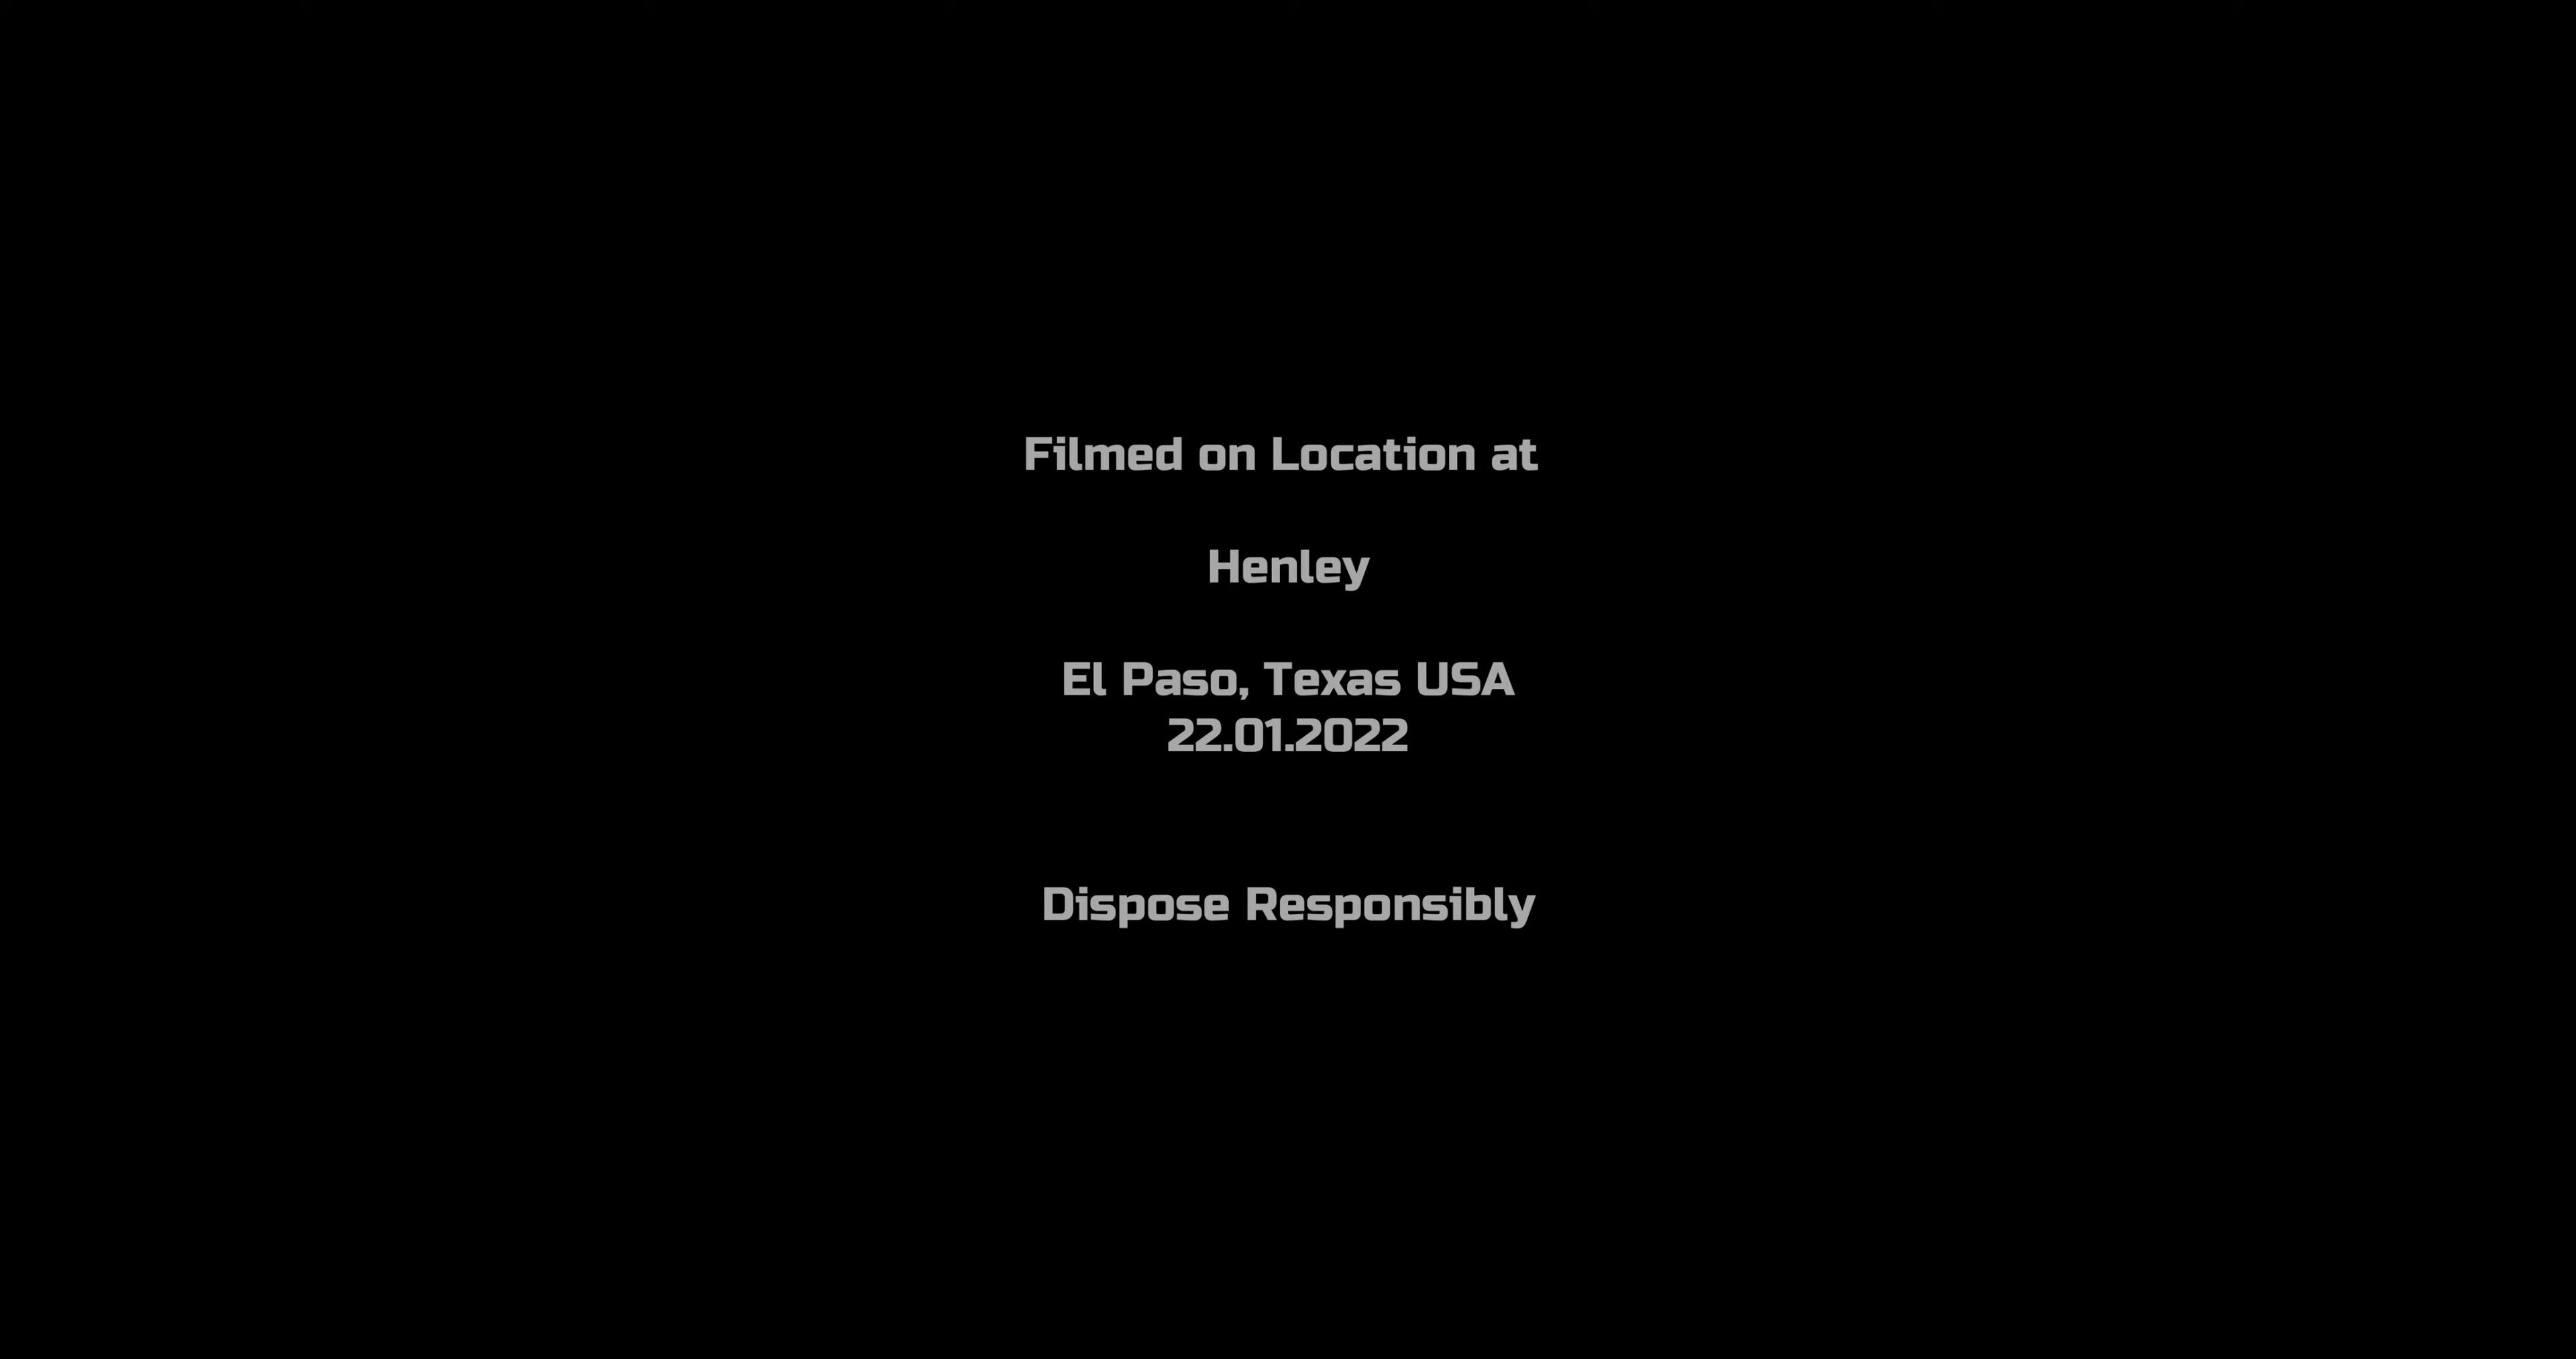 Filmed on Location at
Henley
El Paso, Texas USA
22.01.2022
Dispose Responsibly